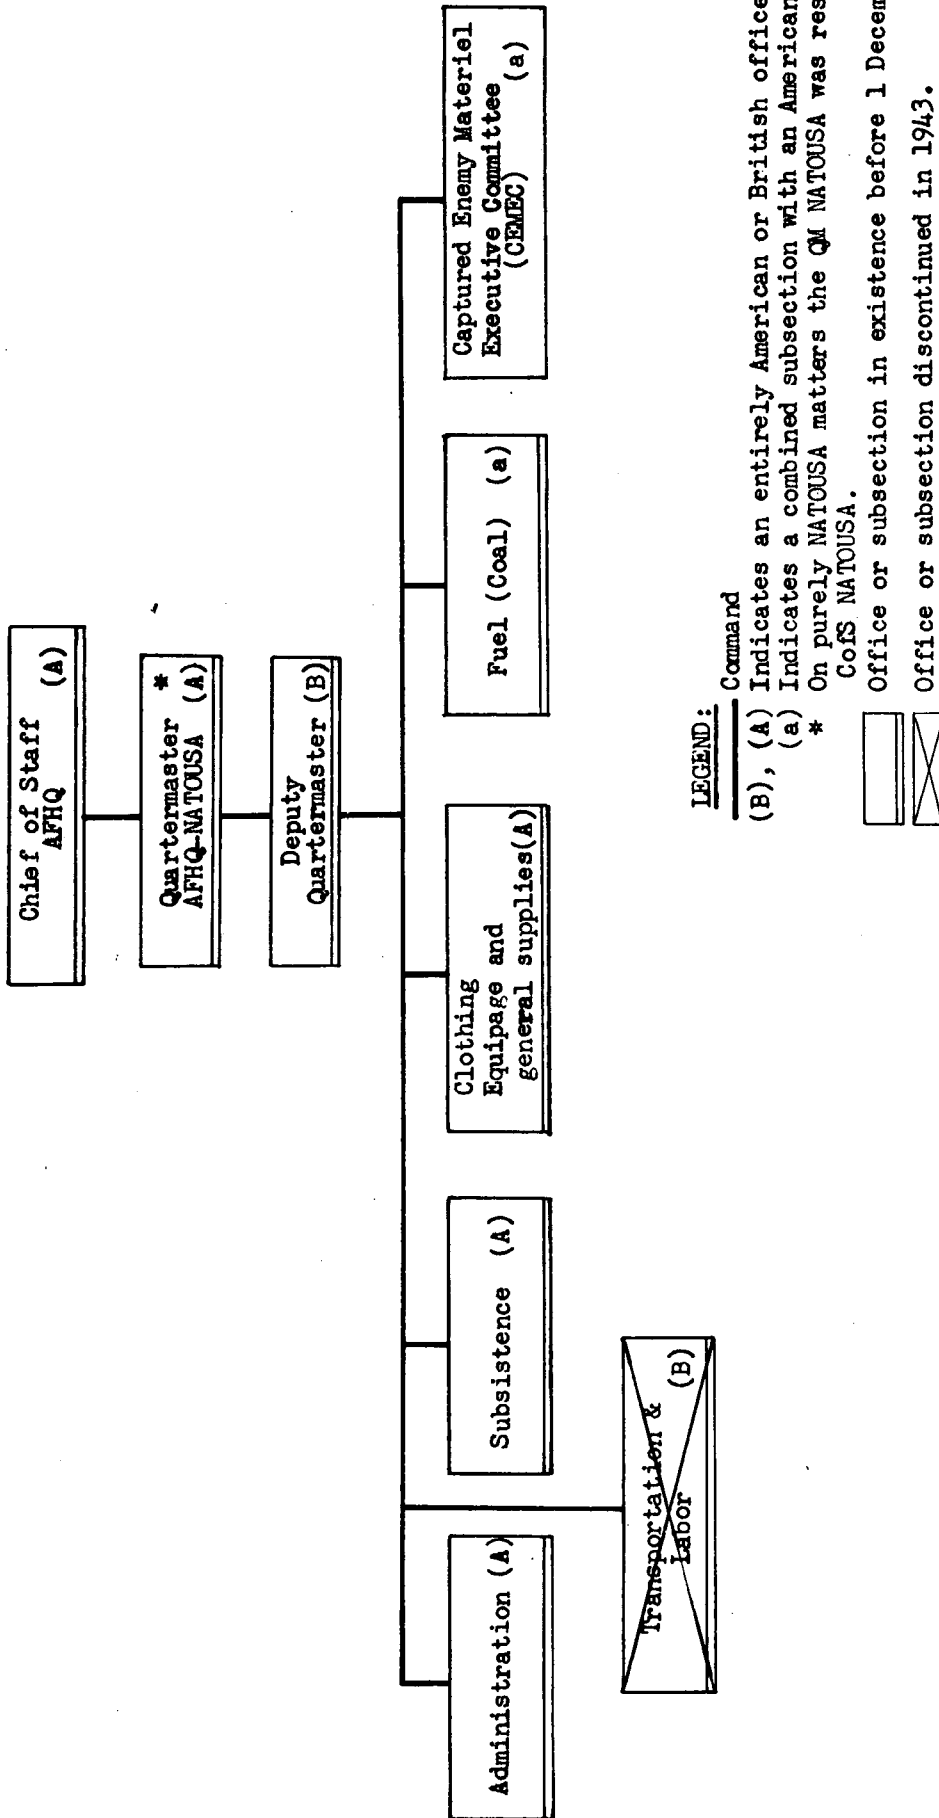 Chief of Staff
AFHQ (A)
Quartermaster *
AFHQ-NATOUSA (A)
Deputy
Quartermaster (B)
Administration (A)
Subsistence (A)
Clothing
Equipage and
general supplies(A)
Fuel (Coal) (a)
Captured Enemy Materiel
Executive Committee
(CEMEC) (a)
Transportation &
Labor (B)
LEGEND:
Command
(B), (A) Indicates an entirely American or British office
(a) Indicates a combined subsection with an American
* On purely NATOUSA matters the QM NATOUSA was res
CofS NATOUSA.
Office or subsection in existence before 1 Decem
Office or subsection discontinued in 1943.